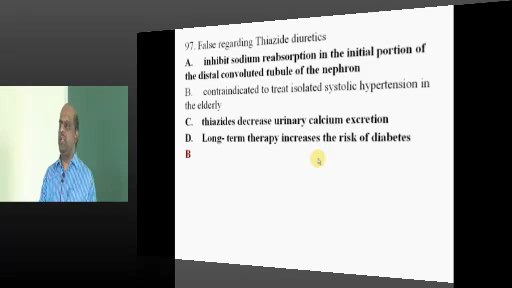 97. False regarding Thiazide diuretics
A. inhibit sodium reabsorption in the initial portion of
the distal convoluted tubule of the nephron
B. contraindicated to treat isolated systolic hypertension in
the elderly
C. thiazides decrease urinary calcium excretion
D. Long- term therapy increases the risk of diabetes
B